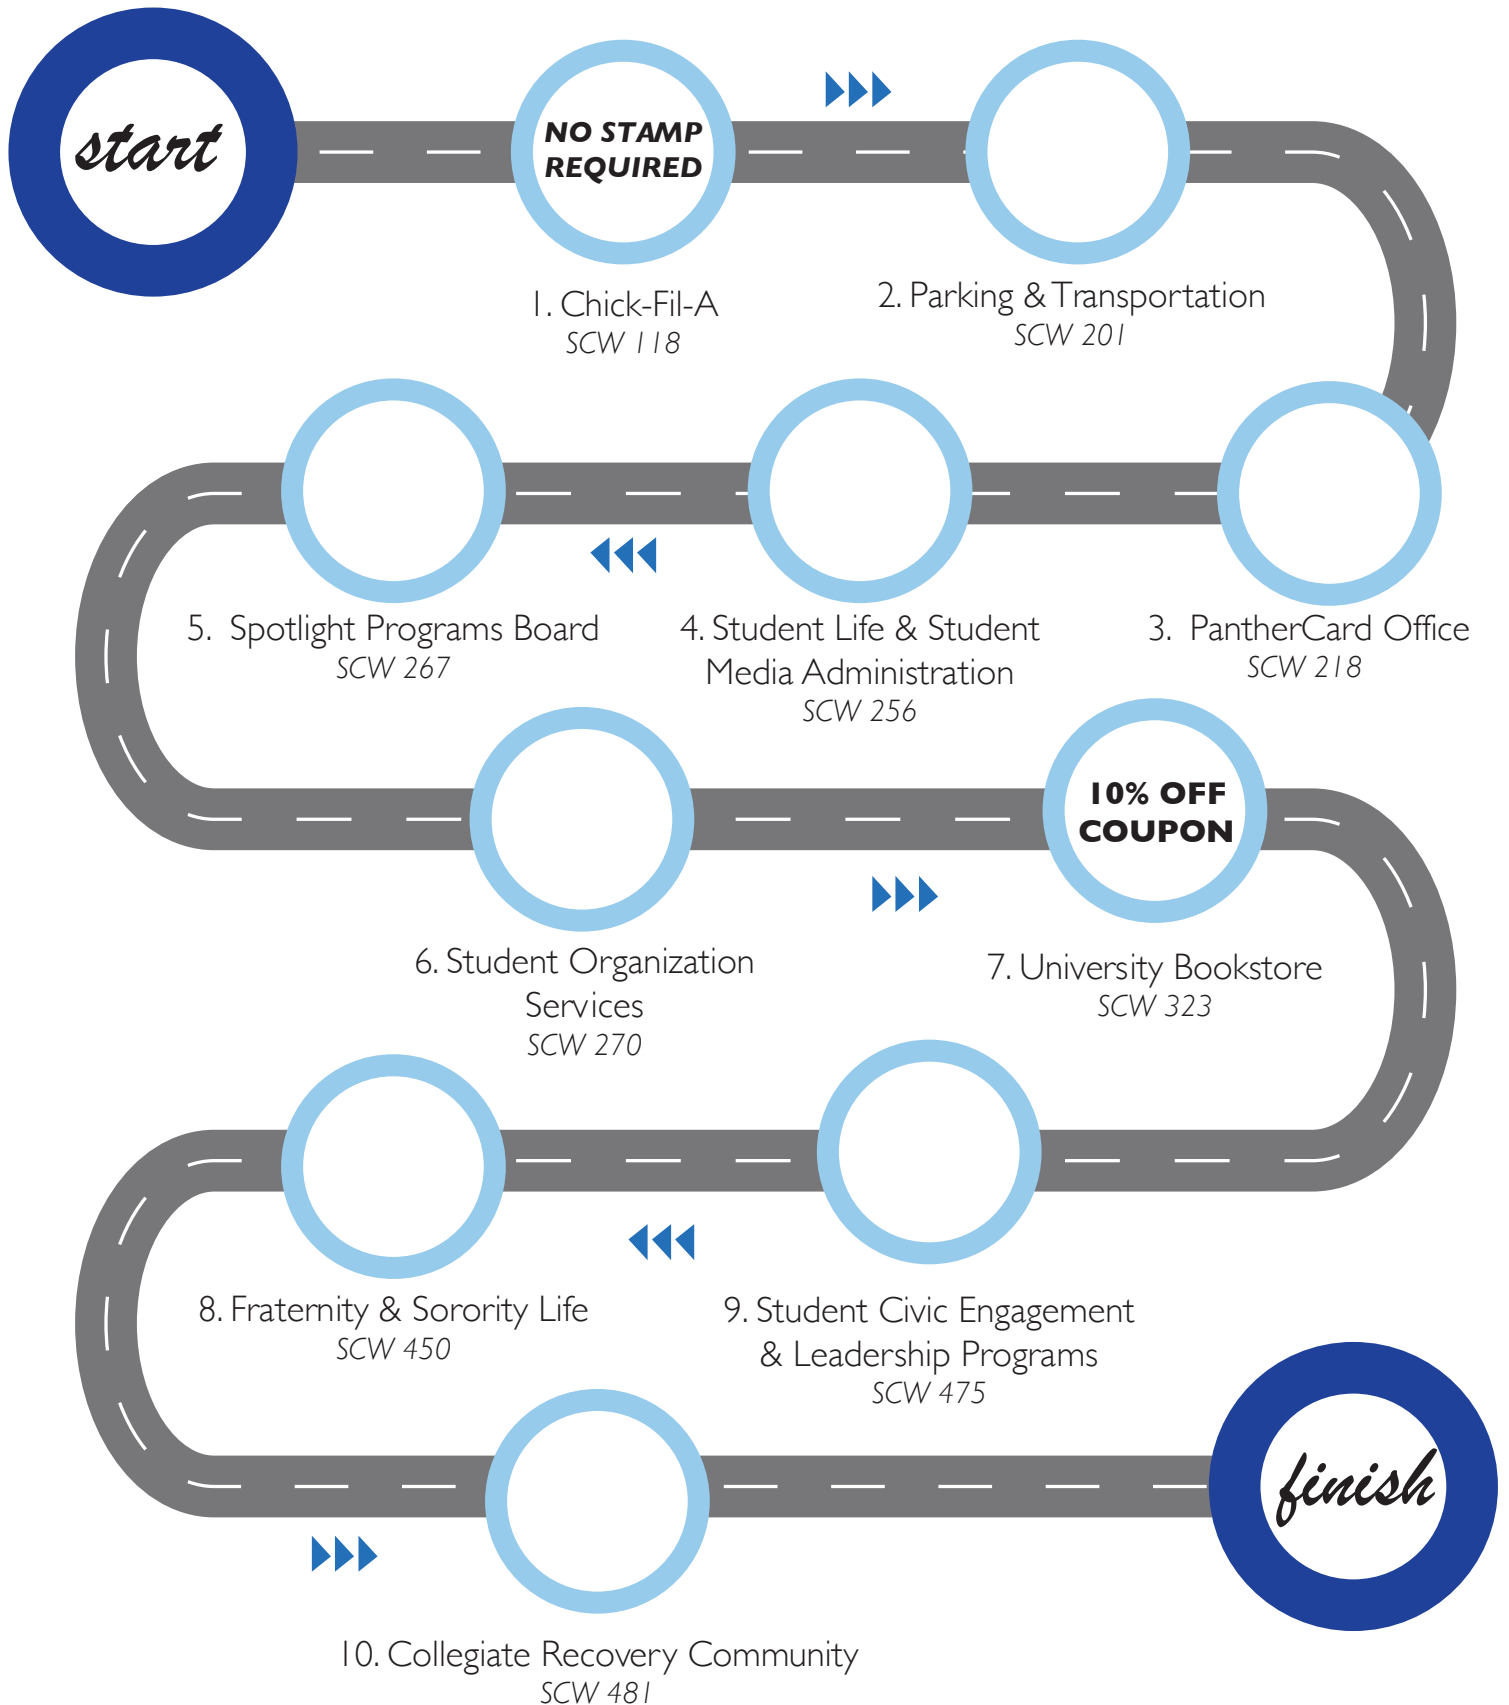 start
NO STAMP
REQUIRED
1. Chick-Fil-A
SCW 118
2. Parking & Transportation
SCW 201
5. Spotlight Programs Board
SCW 267
4. Student Life & Student
Media Administration
SCW 256
3. PantherCard Office
SCW 218
6. Student Organization
Services
SCW 270
10% OFF
COUPON
7. University Bookstore
SCW 323
8. Fraternity & Sorority Life
SCW 450
9. Student Civic Engagement
& Leadership Programs
SCW 475
10. Collegiate Recovery Community
SCW 481
finish